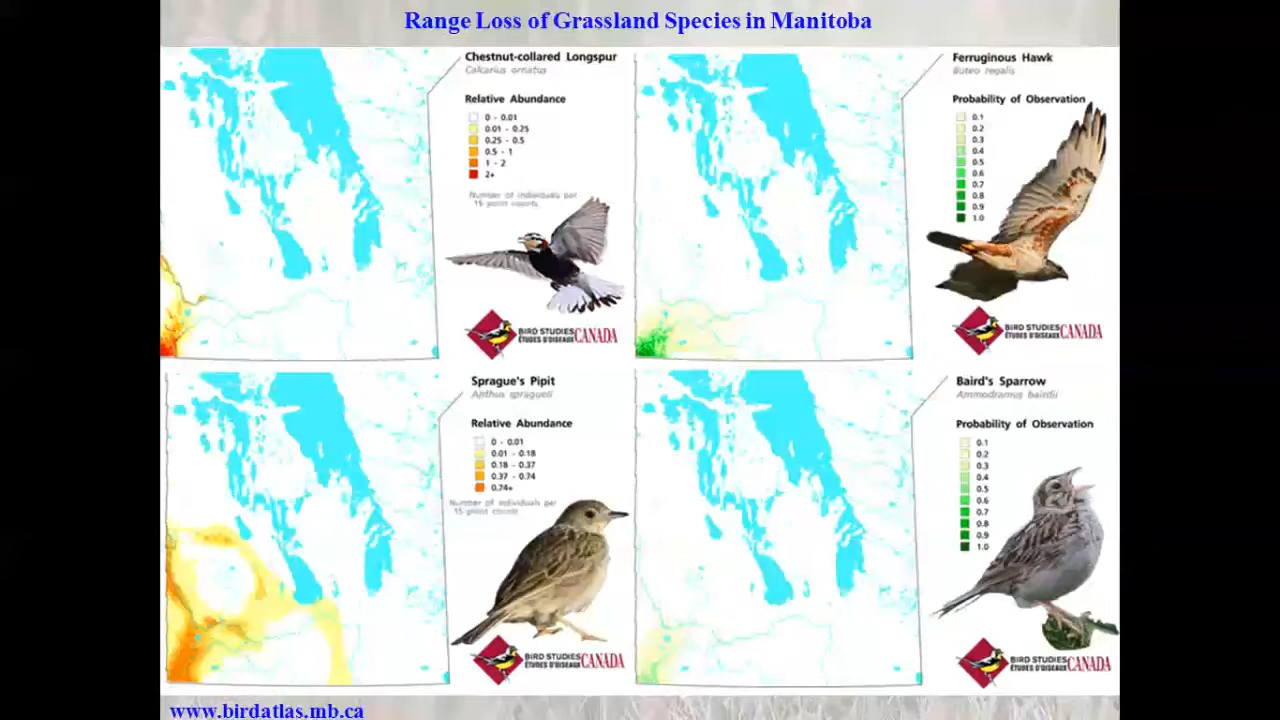 Range Loss of Grassland Species in Manitoba
Chestnut-collared Longspur
Calcarius ornatus
Relative Abundance
0 - 0.01
0.01 - 0.25
0.25 - 0.5
0.5 - 1
1 - 2
2+
Number of individuals per
15 point counts
BIRD STUDIES
ÉTUDES D'OISEAUX
CANADA
Ferruginous Hawk
Buteo regalis
Probability of Observation
0.1
0.2
0.3
0.4
0.5
0.6
0.7
0.8
0.9
1.0
BIRD STUDIES
ÉTUDES D'OISEAUX
CANADA
Sprague's Pipit
Anthus spragueii
Relative Abundance
0 - 0.01
0.01 - 0.18
0.18 - 0.37
0.37 - 0.74
0.74+
Number of individuals per
15 point counts
BIRD STUDIES
ÉTUDES D'OISEAUX
CANADA
Baird's Sparrow
Ammodramus bairdii
Probability of Observation
0.1
0.2
0.3
0.4
0.5
0.6
0.7
0.8
0.9
1.0
BIRD STUDIES
ÉTUDES D'OISEAUX
CANADA
www.birdatlas.mb.ca